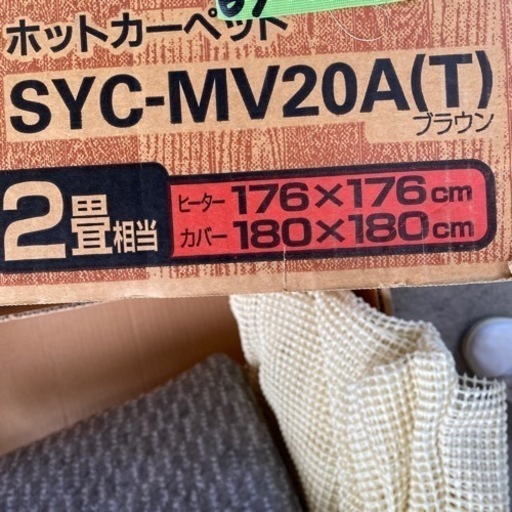 ホットカーペット
SYC-MV20A(T)
ブラウン
2畳相当
ヒーター 176×176cm
カバー 180×180cm